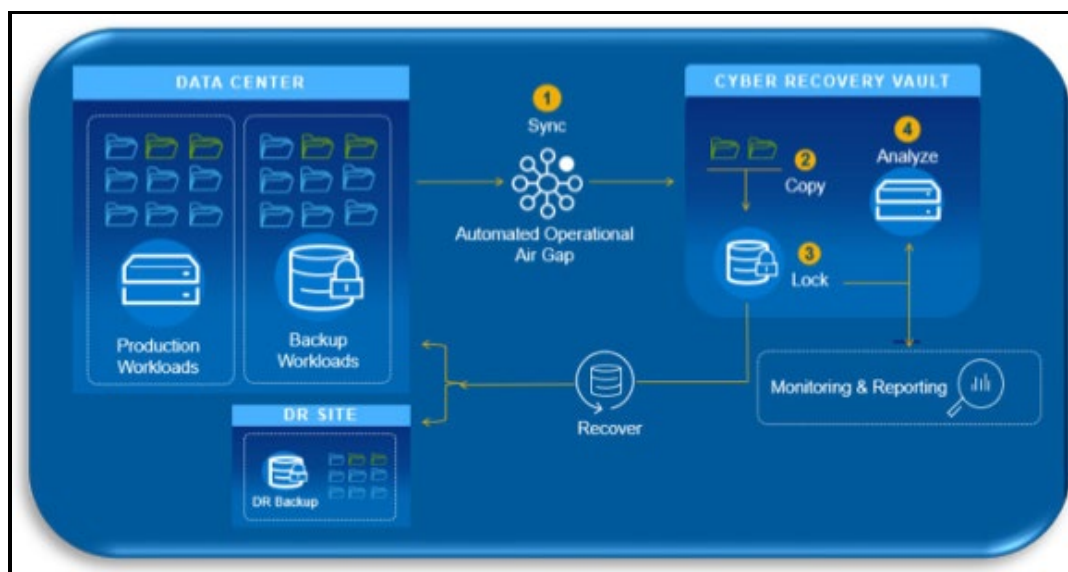 DATA CENTER
Production
Workloads
Backup
Workloads
1
Sync
Automated Operational
Air Gap
CYBER RECOVERY VAULT
2
Copy
3
Lock
4
Analyze
Monitoring & Reporting
Recover
DR SITE
DR Backup